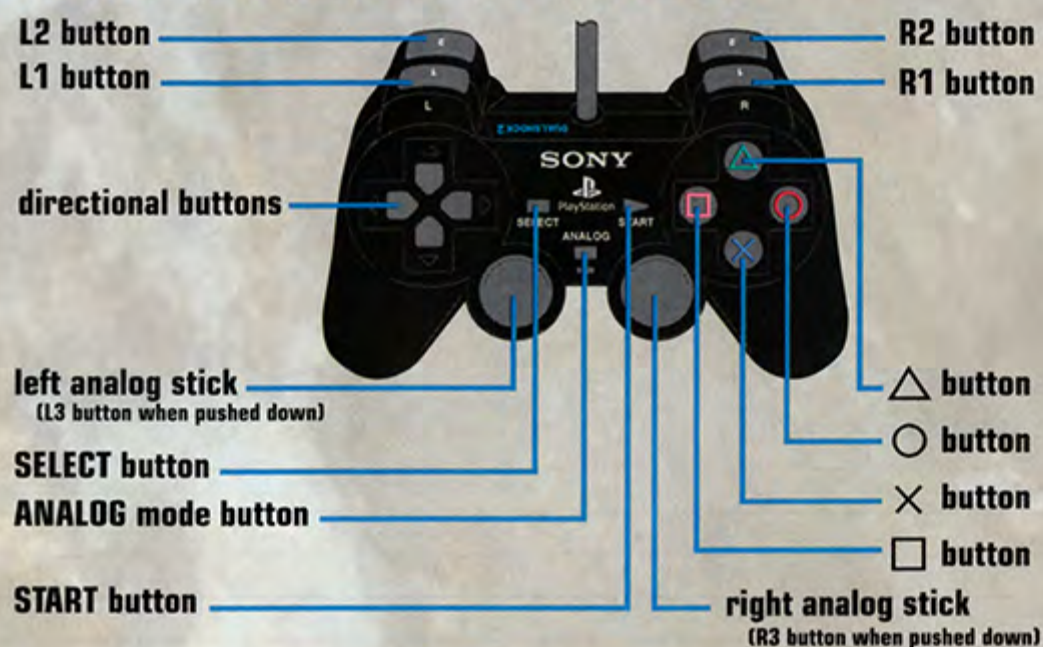 L2 button
L1 button
R2 button
R1 button
L
R
DUALSHOCK 2
SONY
PlayStation
SELECT
START
ANALOG
directional buttons
left analog stick
(L3 button when pushed down)
SELECT button
ANALOG mode button
START button
△ button
○ button
✕ button
□ button
right analog stick
(R3 button when pushed down)